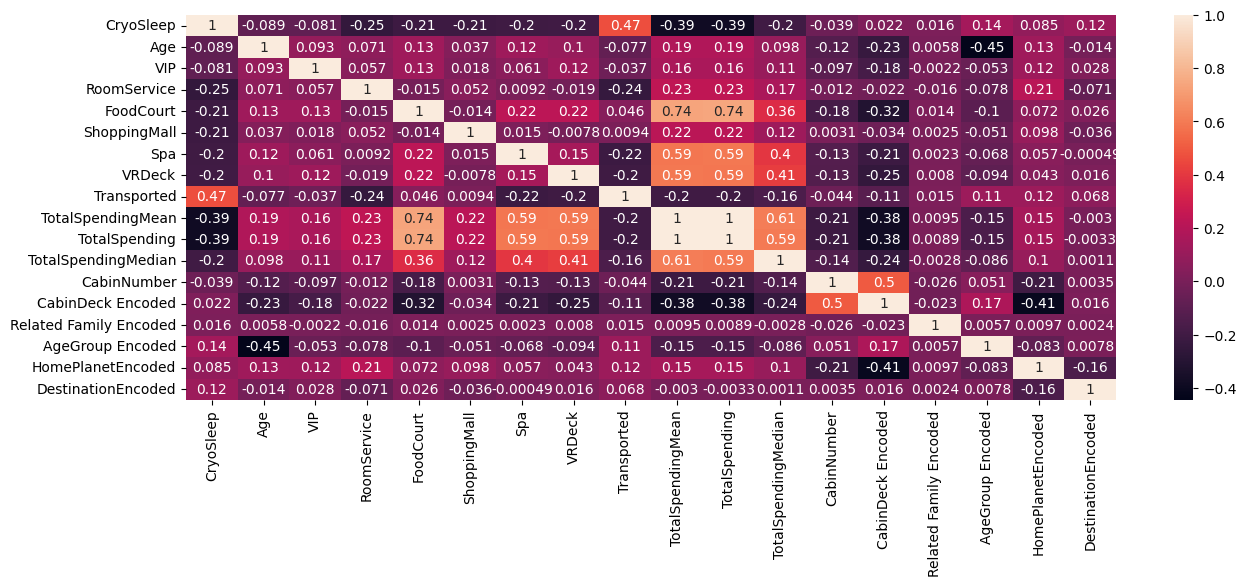 CryoSleep 1 -0.089 -0.081 -0.25 -0.21 -0.21 -0.2 -0.2 0.47 -0.39 -0.39 -0.2 -0.039 0.022 0.016 0.14 0.085 0.12
Age -0.089 1 0.093 0.071 0.13 0.037 0.12 0.1 -0.077 0.19 0.19 0.098 -0.12 -0.23 0.0058 -0.45 0.13 -0.014
VIP -0.081 0.093 1 0.057 0.13 0.018 0.061 0.12 -0.037 0.16 0.16 0.11 -0.097 -0.18 -0.0022 -0.053 0.12 0.028
RoomService -0.25 0.071 0.057 1 -0.015 0.052 0.0092 -0.019 -0.24 0.23 0.23 0.17 -0.012 -0.022 -0.016 -0.078 0.21 -0.071
FoodCourt -0.21 0.13 0.13 -0.015 1 -0.014 0.22 0.22 0.046 0.74 0.74 0.36 -0.18 -0.32 0.014 -0.1 0.072 0.026
ShoppingMall -0.21 0.037 0.018 0.052 -0.014 1 0.015 -0.0078 0.0094 0.22 0.22 0.12 0.0031 -0.034 0.0025 -0.051 0.098 -0.036
Spa -0.2 0.12 0.061 0.0092 0.22 0.015 1 0.15 -0.22 0.59 0.59 0.4 -0.13 -0.21 0.0023 -0.068 0.057 -0.00049
VRDeck -0.2 0.1 0.12 -0.019 0.22 -0.0078 0.15 1 -0.2 0.59 0.59 0.41 -0.13 -0.25 0.008 -0.094 0.043 0.016
Transported 0.47 -0.077 -0.037 -0.24 0.046 0.0094 -0.22 -0.2 1 -0.2 -0.2 -0.16 -0.044 -0.11 0.015 0.11 0.12 0.068
TotalSpendingMean -0.39 0.19 0.16 0.23 0.74 0.22 0.59 0.59 -0.2 1 1 0.61 -0.21 -0.38 0.0095 -0.15 0.15 -0.003
TotalSpending -0.39 0.19 0.16 0.23 0.74 0.22 0.59 0.59 -0.2 1 1 0.59 -0.21 -0.38 0.0089 -0.15 0.15 -0.0033
TotalSpendingMedian -0.2 0.098 0.11 0.17 0.36 0.12 0.4 0.41 -0.16 0.61 0.59 1 -0.14 -0.24 -0.0028 -0.086 0.1 0.0011
CabinNumber -0.039 -0.12 -0.097 -0.012 -0.18 0.0031 -0.13 -0.13 -0.044 -0.21 -0.21 -0.14 1 0.5 -0.026 0.051 -0.21 0.0035
CabinDeck Encoded 0.022 -0.23 -0.18 -0.022 -0.32 -0.034 -0.21 -0.25 -0.11 -0.38 -0.38 -0.24 0.5 1 -0.023 0.17 -0.41 0.016
Related Family Encoded 0.016 0.0058 -0.0022 -0.016 0.014 0.0025 0.0023 0.008 0.015 0.0095 0.0089 -0.0028 -0.026 -0.023 1 0.0057 0.0097 0.0024
AgeGroup Encoded 0.14 -0.45 -0.053 -0.078 -0.1 -0.051 -0.068 -0.094 0.11 -0.15 -0.15 -0.086 0.051 0.17 0.0057 1 -0.083 0.0078
HomePlanetEncoded 0.085 0.13 0.12 0.21 0.072 0.098 0.057 0.043 0.12 0.15 0.15 0.1 -0.21 -0.41 0.0097 -0.083 1 -0.16
DestinationEncoded 0.12 -0.014 0.028 -0.071 0.026 -0.036 -0.00049 0.016 0.068 -0.003 -0.0033 0.0011 0.0035 0.016 0.0024 0.0078 -0.16 1
CryoSleep
Age
VIP
RoomService
FoodCourt
ShoppingMall
Spa
VRDeck
Transported
TotalSpendingMean
TotalSpending
TotalSpendingMedian
CabinNumber
CabinDeck Encoded
Related Family Encoded
AgeGroup Encoded
HomePlanetEncoded
DestinationEncoded
1.0
0.8
0.6
0.4
0.2
0.0
−0.2
−0.4